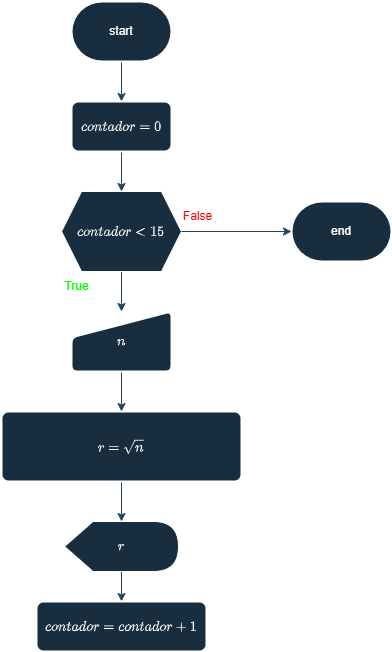 start
contador = 0
contador < 15
False
end
True
n
r = √n
r
contador = contador + 1